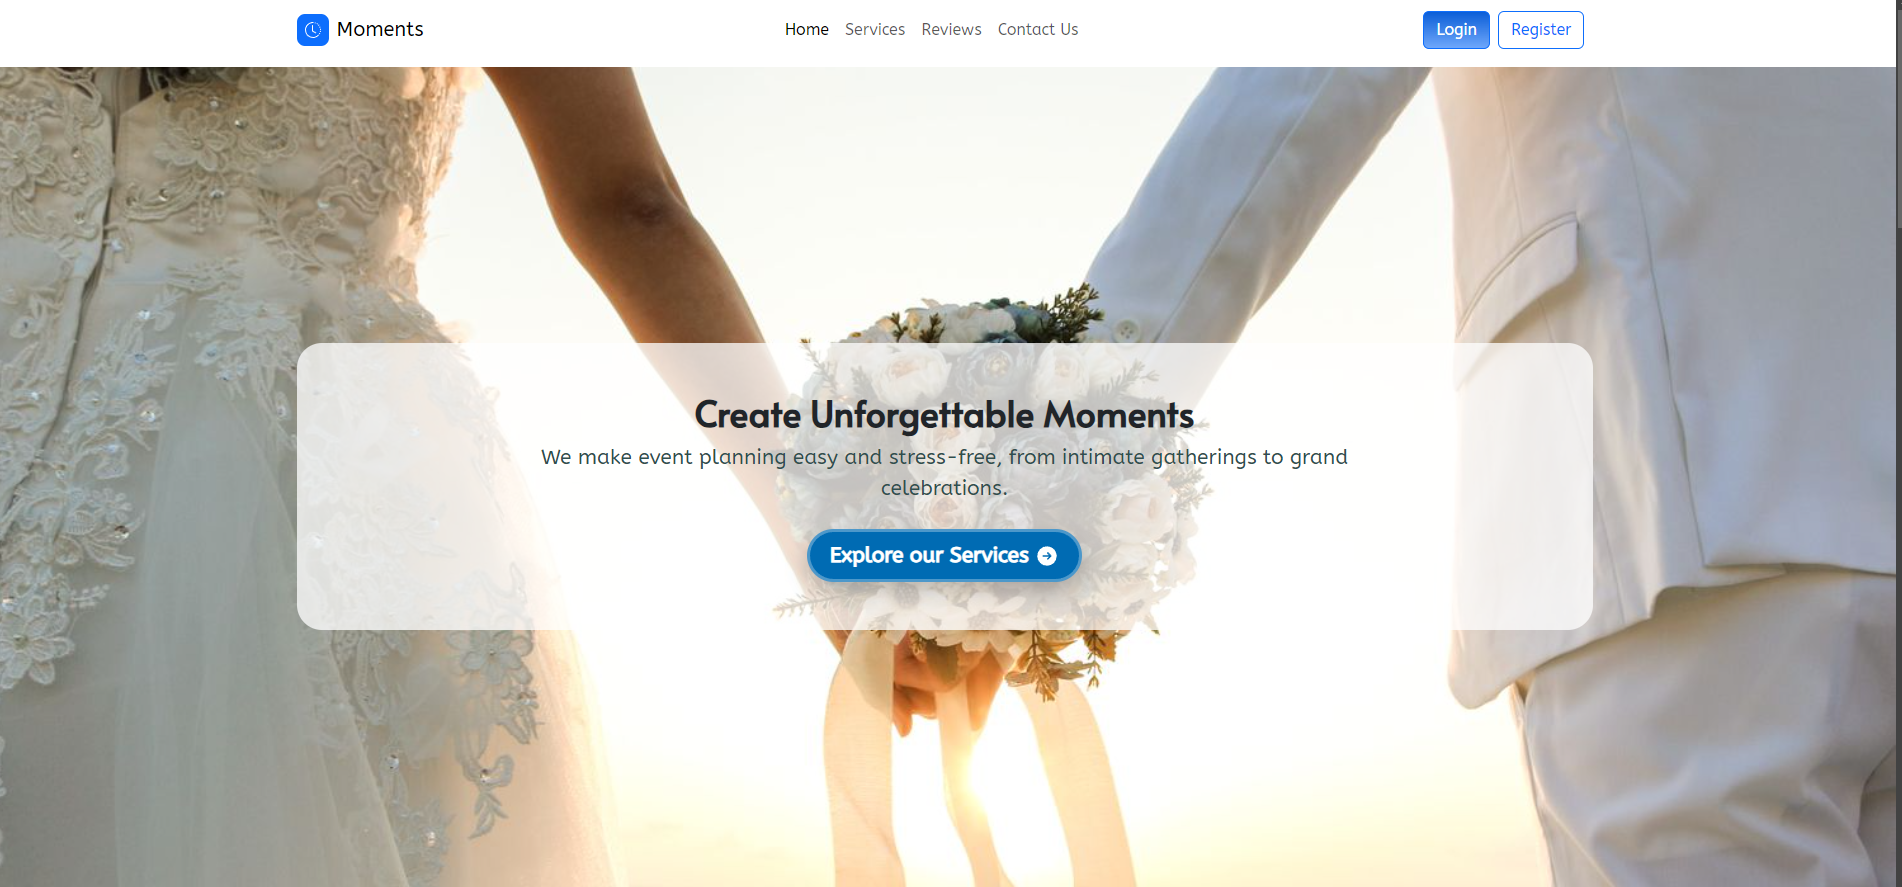 Moments
Home Services Reviews Contact Us
Login Register
Create Unforgettable Moments
We make event planning easy and stress-free, from intimate gatherings to grand
celebrations.
Explore our Services